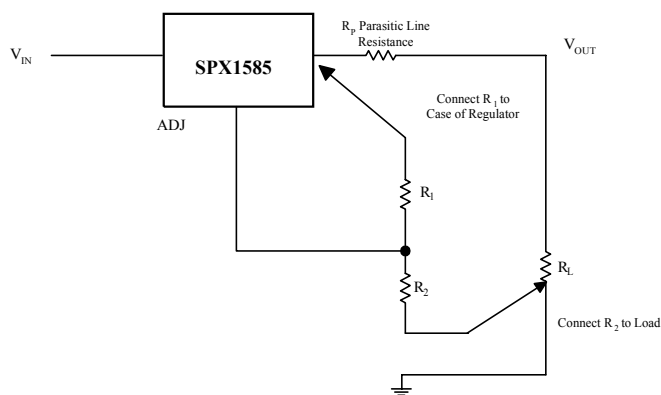 R_P Parasitic Line
Resistance
V_IN
V_OUT
SPX1585
Connect R_1 to
Case of Regulator
ADJ
R_1
R_2
R_L
Connect R_2 to Load